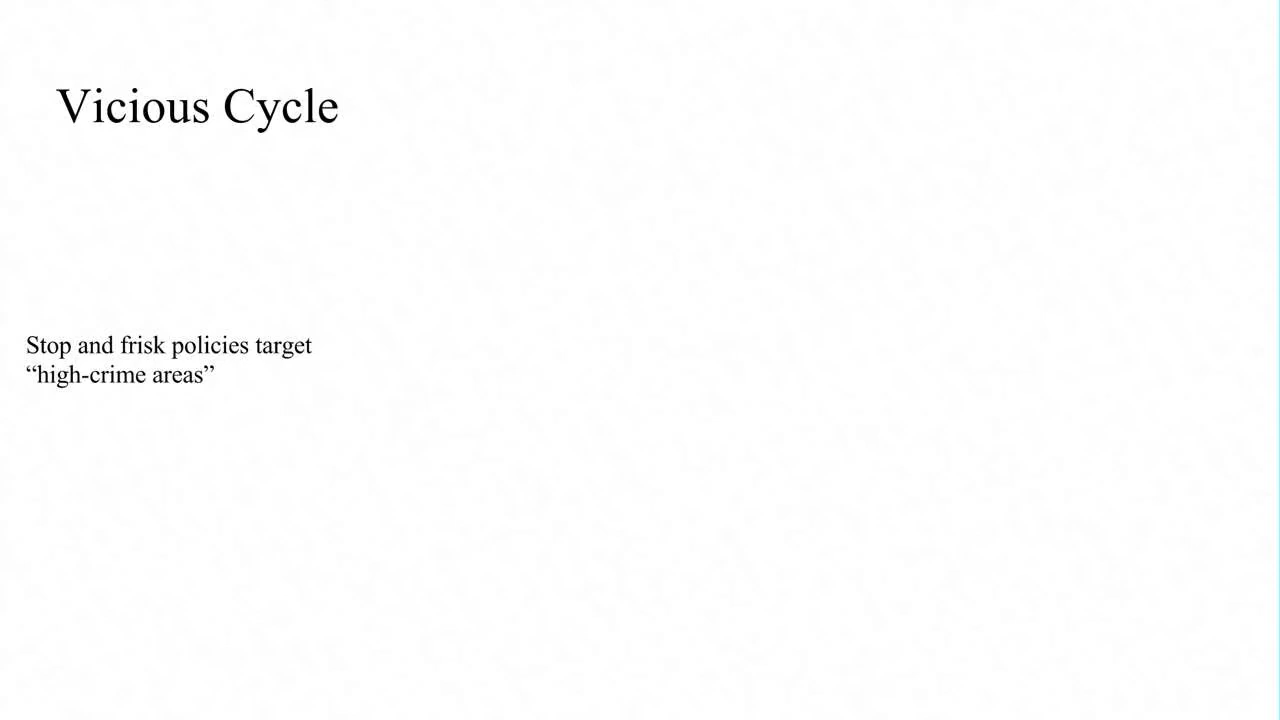 Vicious Cycle
Stop and frisk policies target
“high-crime areas”